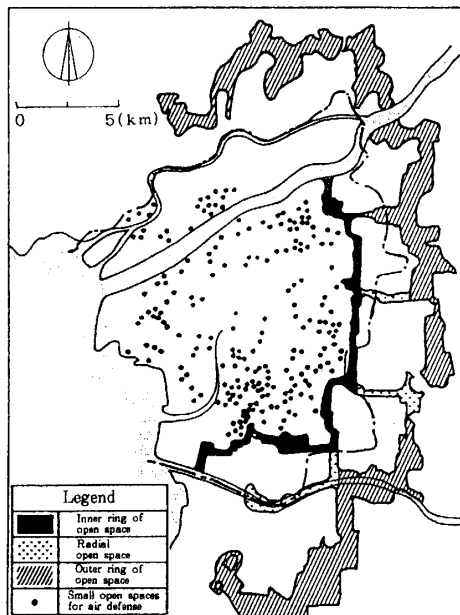 0 5(km)
Legend
Inner ring of
open space
Radial
open space
Outer ring of
open space
Small open spaces
for air defense